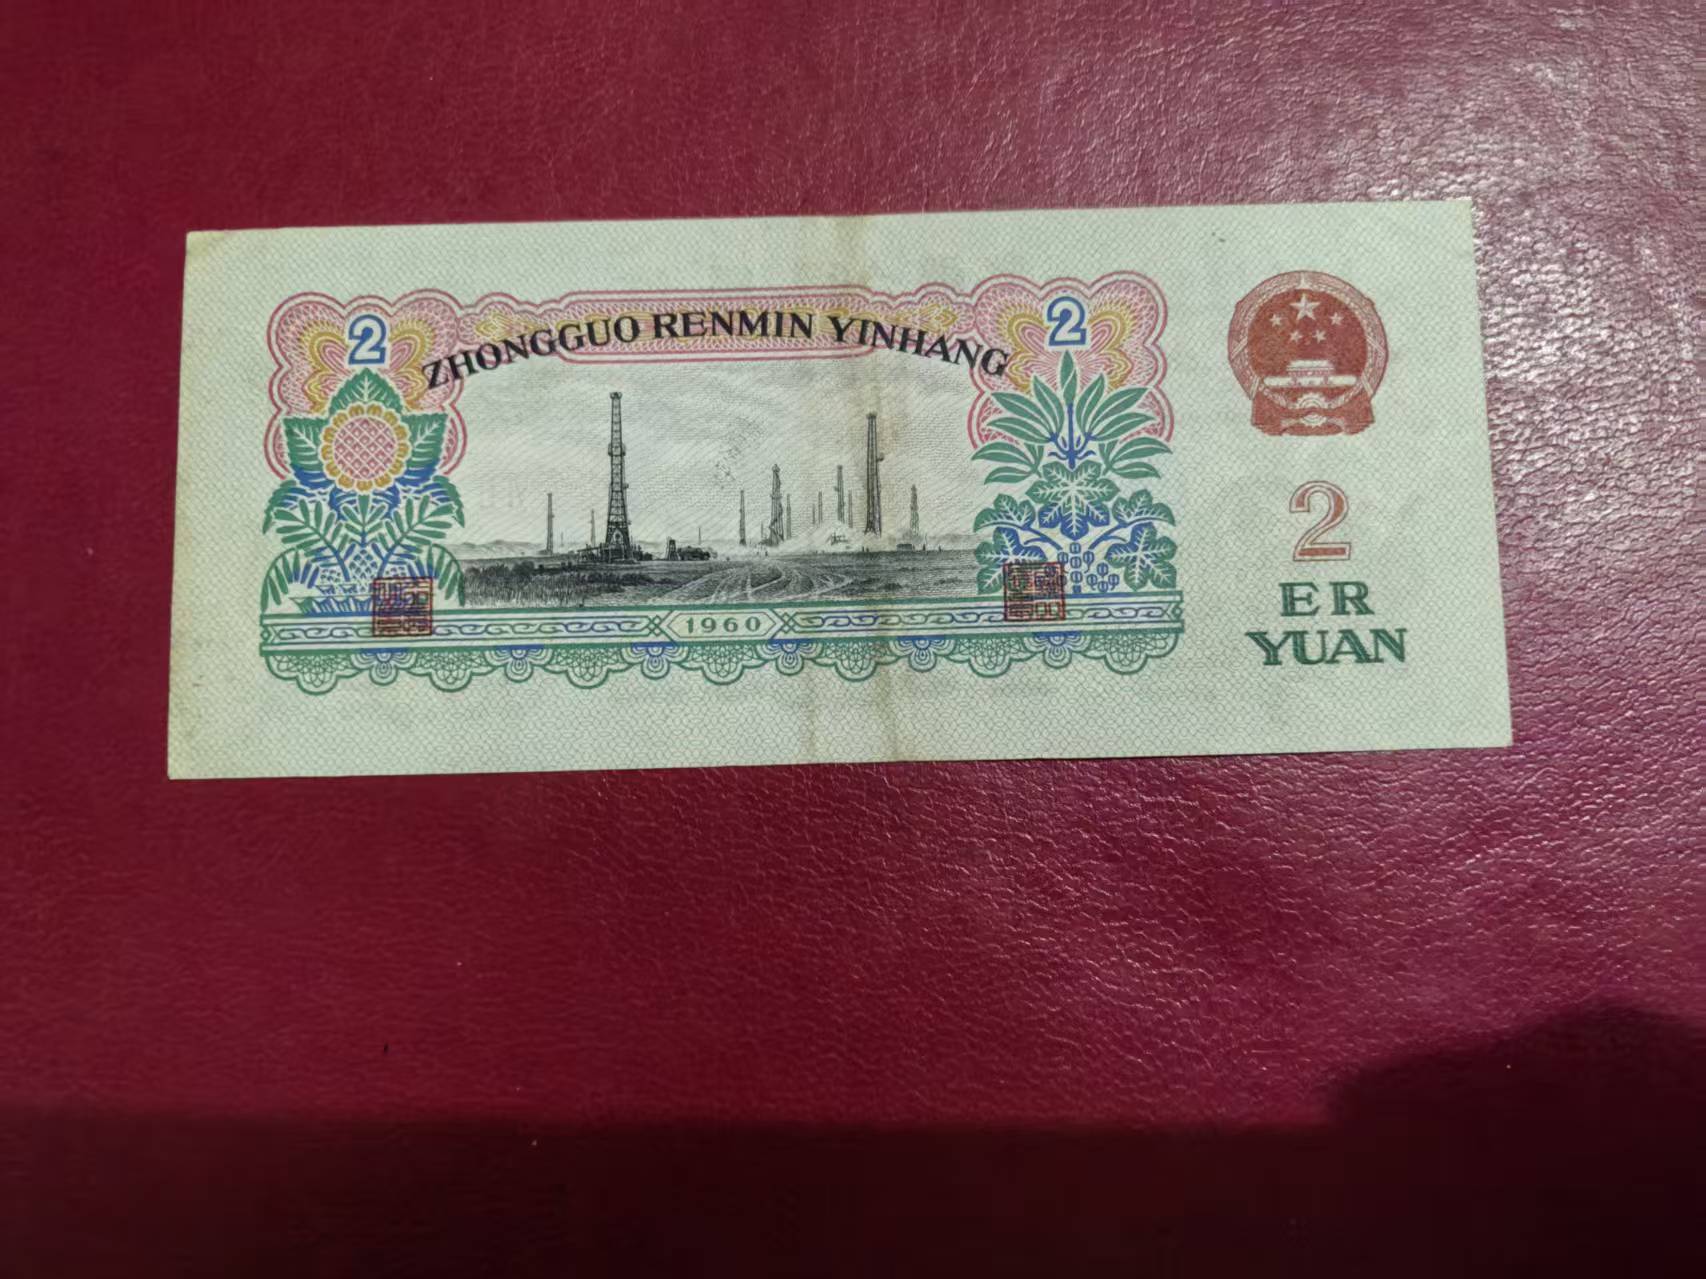 2
2
ZHONGGUO RENMIN YINHANG
1960
2
ER
YUAN